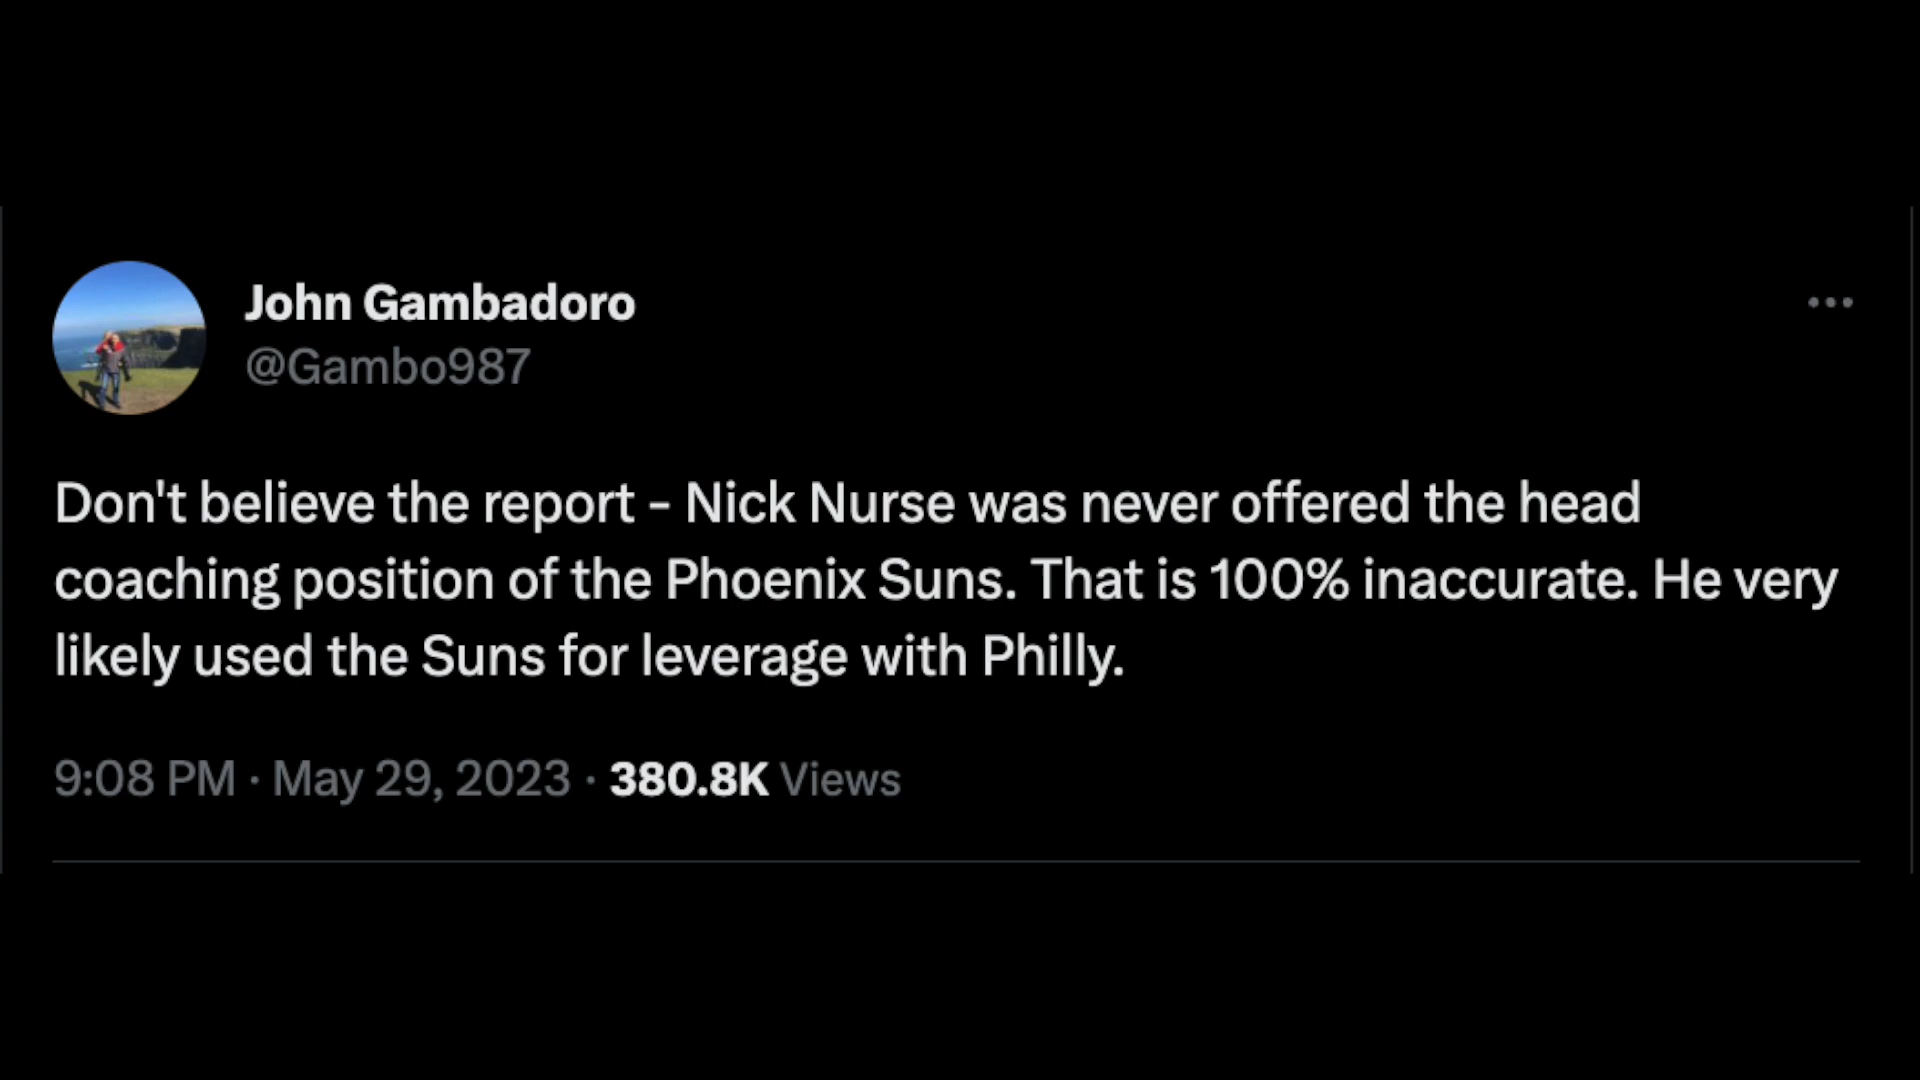 John Gambadoro
@Gambo987
Don't believe the report - Nick Nurse was never offered the head
coaching position of the Phoenix Suns. That is 100% inaccurate. He very
likely used the Suns for leverage with Philly.
9:08 PM · May 29, 2023 · 380.8K Views